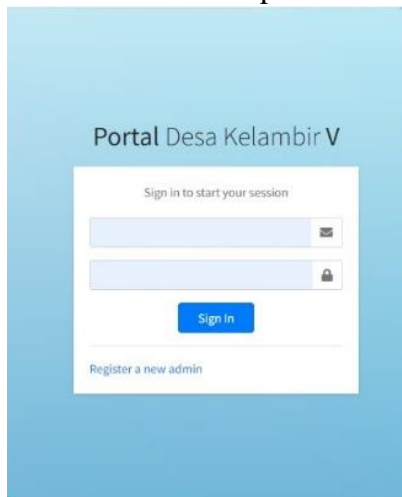 Portal Desa Kelambir V
Sign in to start your session
Sign In
Register a new admin